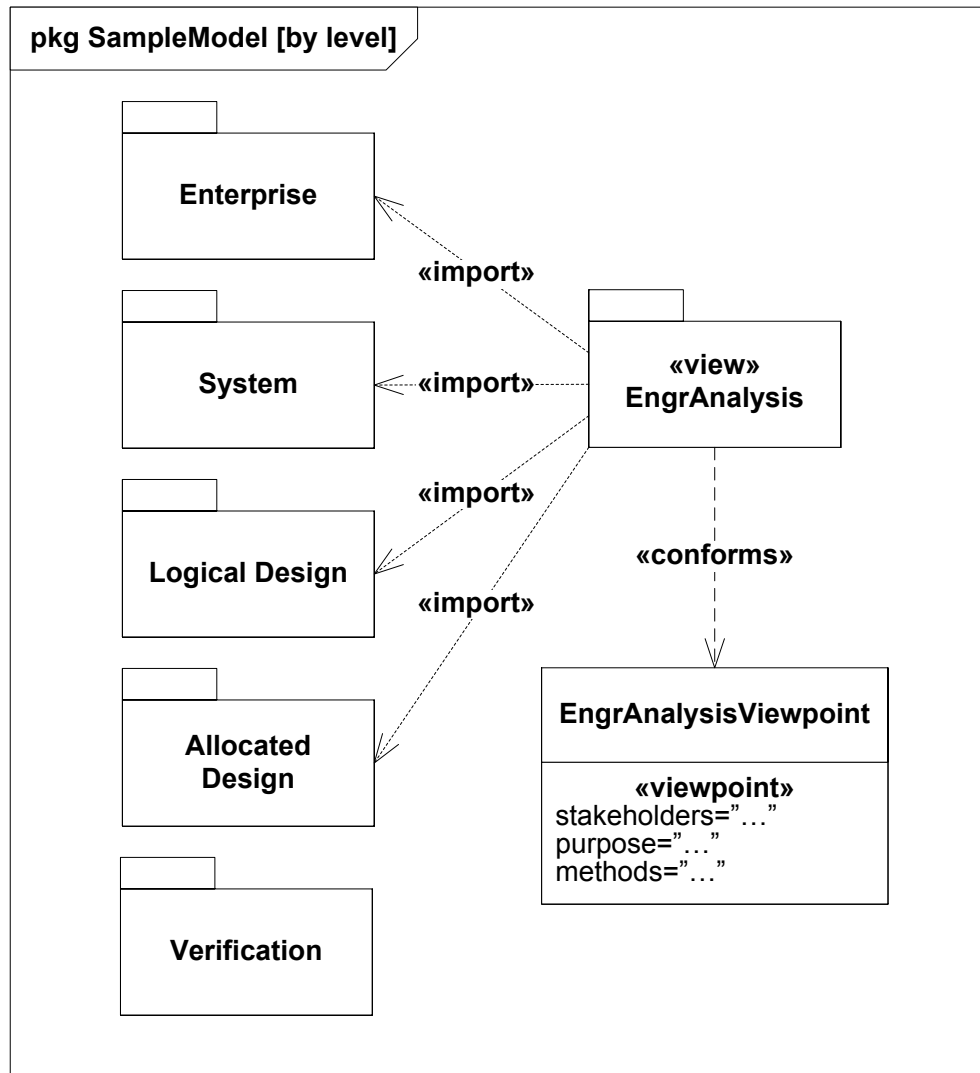 pkg SampleModel [by level]
Enterprise
«import»
System
«import»
«view»
EngrAnalysis
«import»
Logical Design
«conforms»
«import»
Allocated
Design
EngrAnalysisViewpoint
«viewpoint»
stakeholders=”…”
purpose=”…”
methods=”…”
Verification